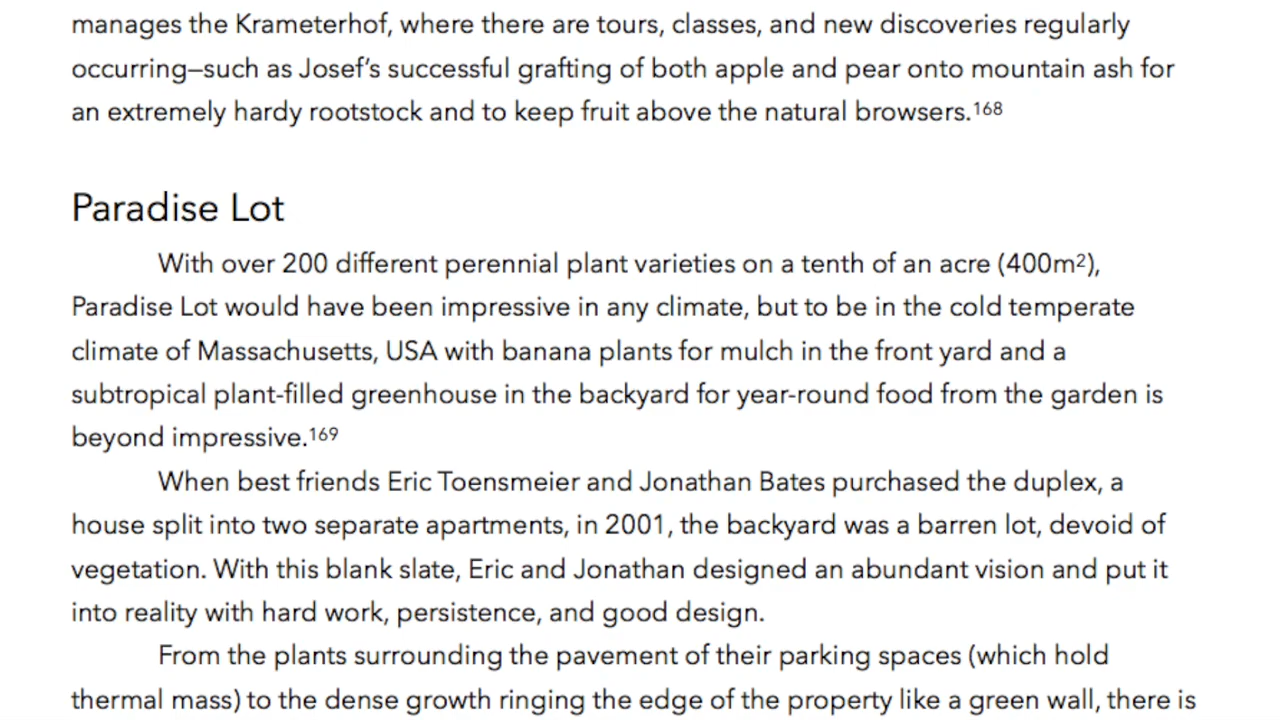 manages the Krameterhof, where there are tours, classes, and new discoveries regularly
occurring—such as Josef's successful grafting of both apple and pear onto mountain ash for
an extremely hardy rootstock and to keep fruit above the natural browsers.168
Paradise Lot
With over 200 different perennial plant varieties on a tenth of an acre (400m2),
Paradise Lot would have been impressive in any climate, but to be in the cold temperate
climate of Massachusetts, USA with banana plants for mulch in the front yard and a
subtropical plant-filled greenhouse in the backyard for year-round food from the garden is
beyond impressive.169
When best friends Eric Toensmeier and Jonathan Bates purchased the duplex, a
house split into two separate apartments, in 2001, the backyard was a barren lot, devoid of
vegetation. With this blank slate, Eric and Jonathan designed an abundant vision and put it
into reality with hard work, persistence, and good design.
From the plants surrounding the pavement of their parking spaces (which hold
thermal mass) to the dense growth ringing the edge of the property like a green wall, there is